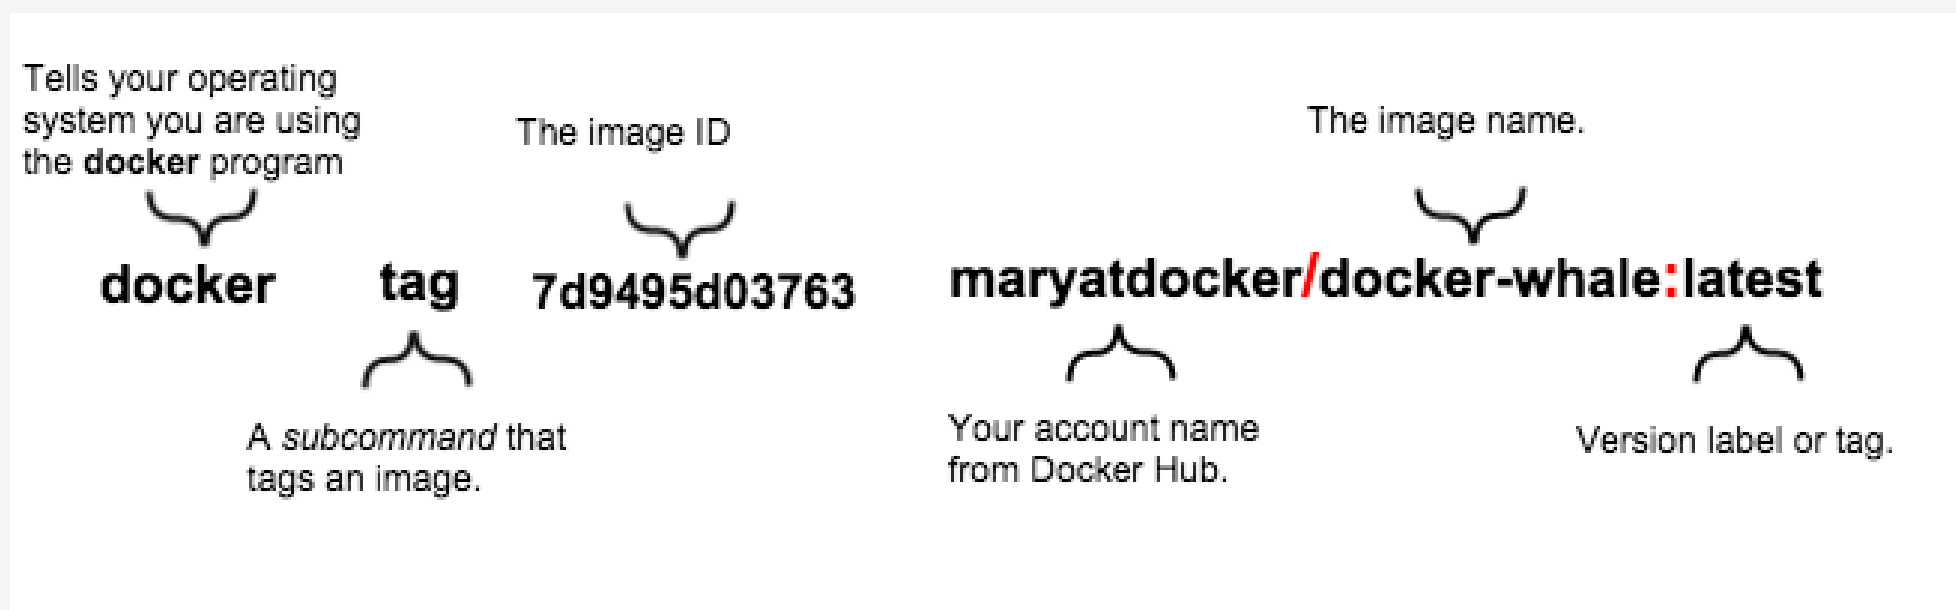 Tells your operating
system you are using
the docker program
The image ID
The image name.
docker tag 7d9495d03763 maryatdocker/docker-whale:latest
A subcommand that
tags an image.
Your account name
from Docker Hub.
Version label or tag.